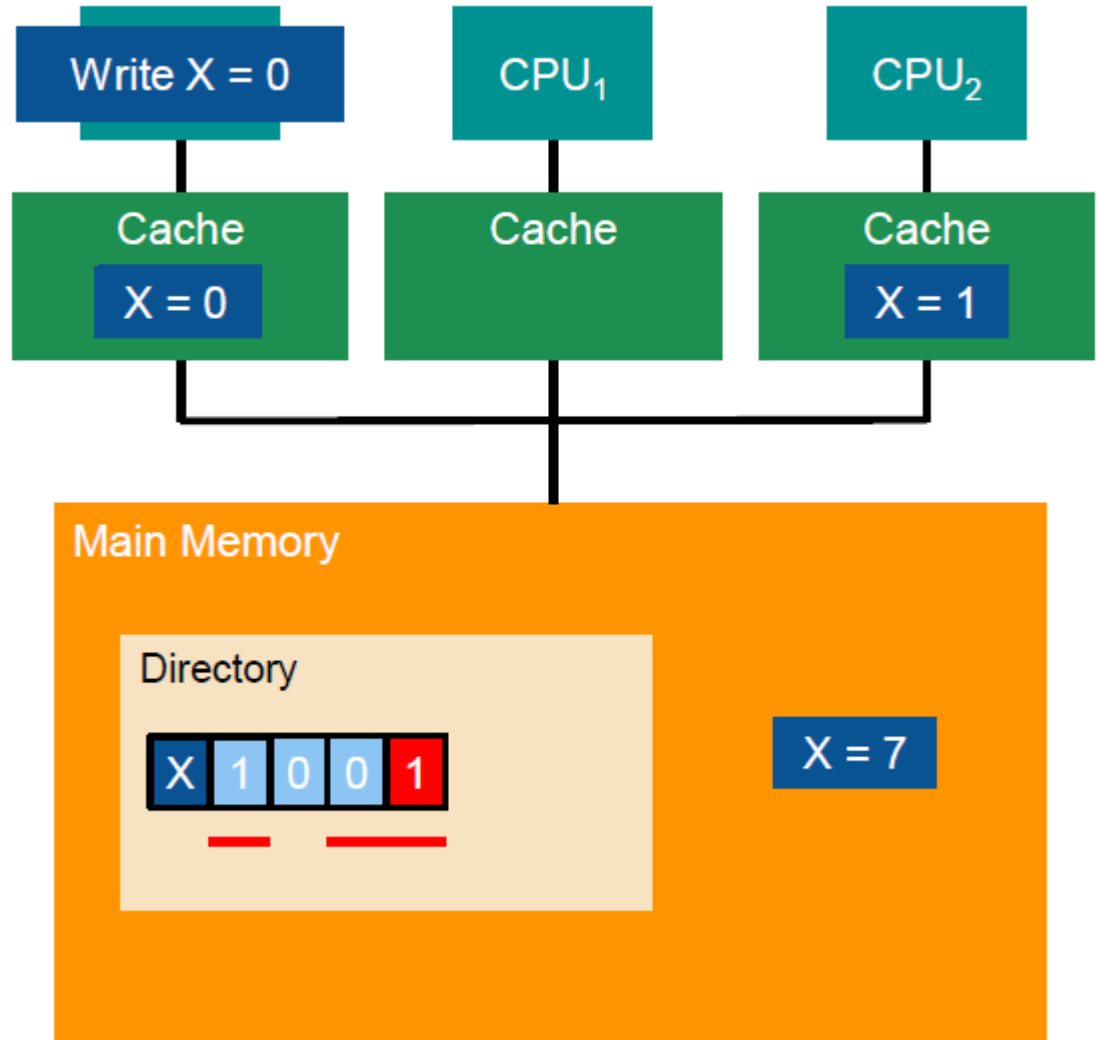 Write X = 0
CPU₁
CPU₂
Cache
Cache
Cache
X = 0
X = 1
Main Memory
Directory
X 1 0 0 1
X = 7